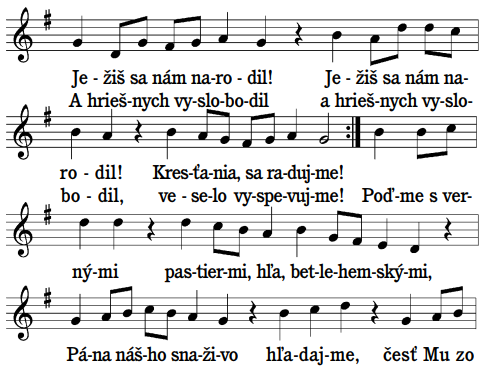 Je - žiš sa nám na-ro - dil! Je - žiš sa nám na-
A hrieš-nych vy-slo-bo-dil a hrieš-nych vy-slo-
ro - dil! Kres-ťa-nia, sa ra-duj-me!
bo - dil, ve - se-lo vy-spe-vuj-me! Poď-me s ver-
ný-mi pas-tier-mi, hľa, bet-le-hem-ský-mi,
Pá-na náš-ho sna-ži-vo hľa-daj-me, česť Mu zo